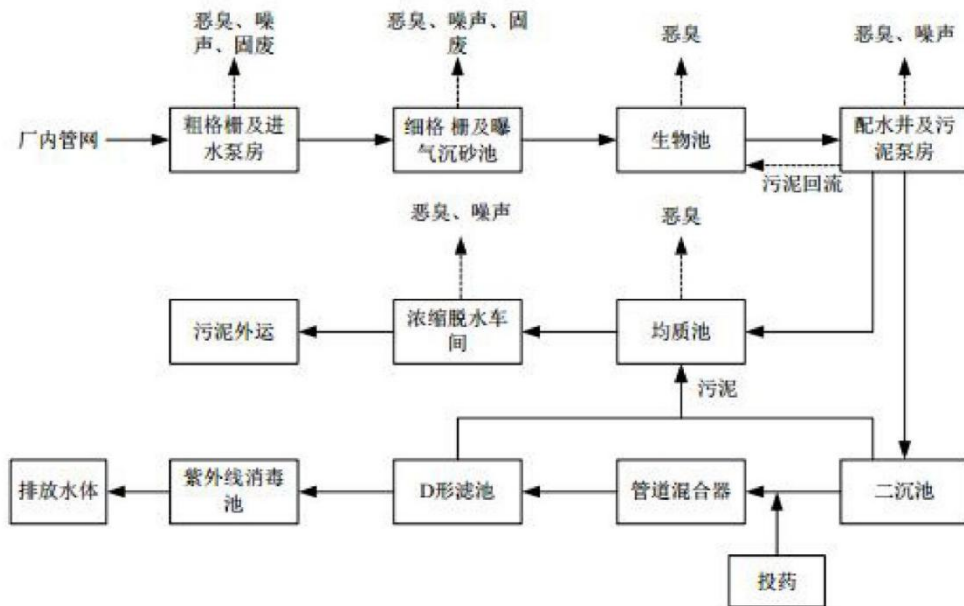 恶臭、噪
声、固废
恶臭、噪声、固
废
恶臭
恶臭、噪声
厂内管网
粗格栅及进
水泵房
细格 栅及曝
气沉砂池
生物池
配水井及污
泥泵房
污泥回流
恶臭、噪声
恶臭
污泥外运
浓缩脱水车
间
均质池
污泥
排放水体
紫外线消毒
池
D形滤池
管道混合器
二沉池
投药